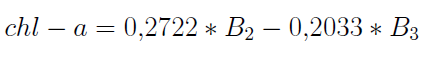 chl − a = 0,2722 ∗ B₂ − 0,2033 ∗ B₃